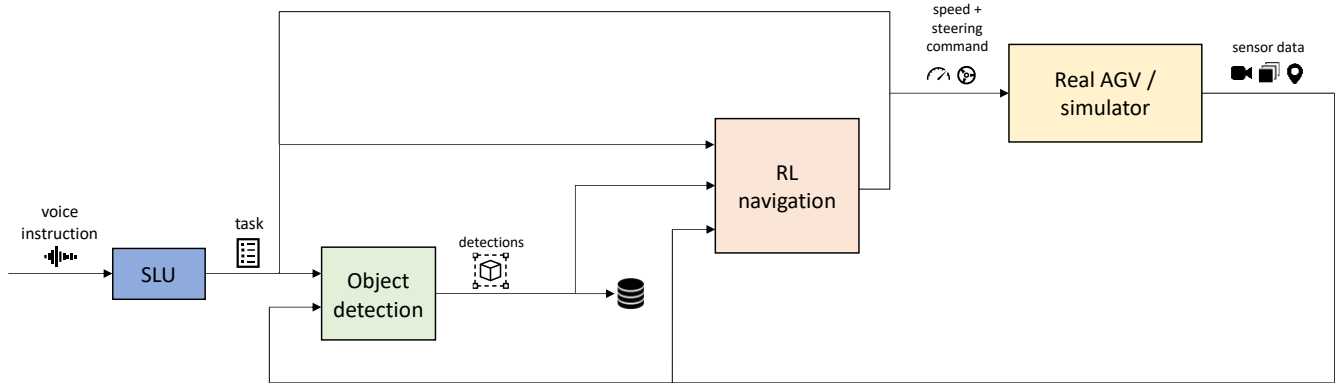 voice
instruction
SLU
task
Object
detection
detections
RL
navigation
speed +
steering
command
Real AGV /
simulator
sensor data